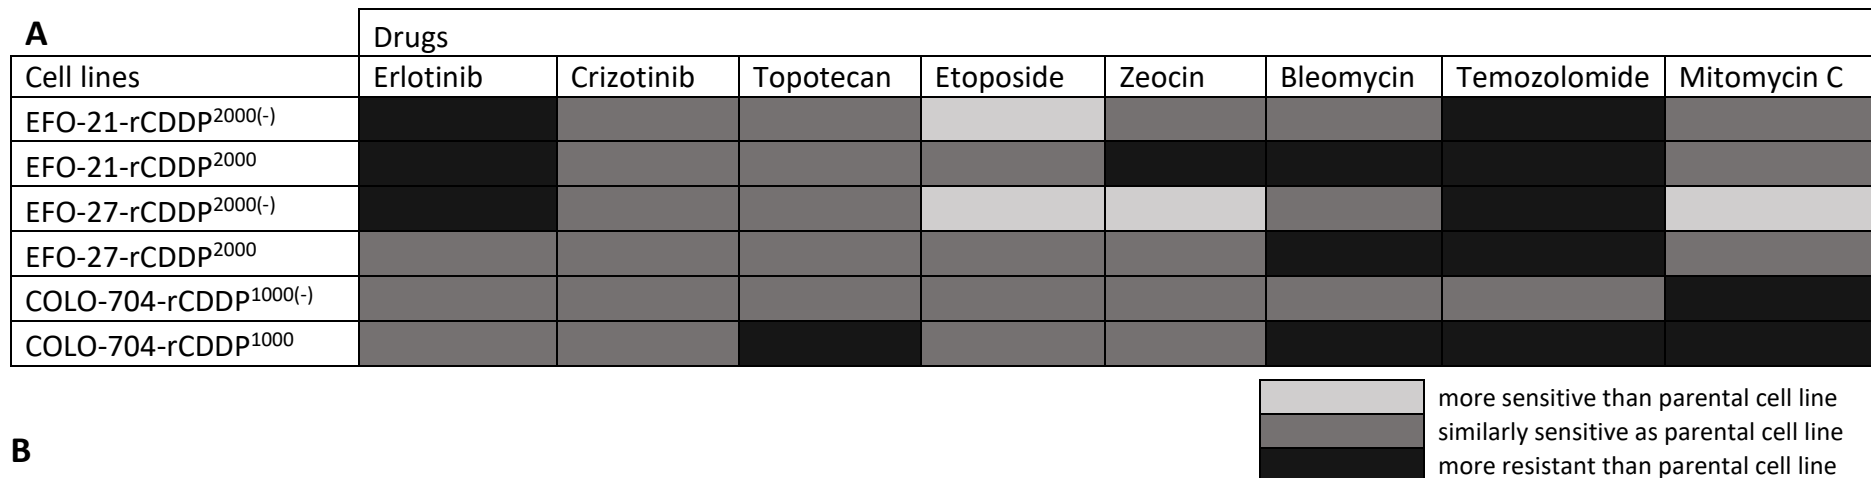 A Drugs
Cell lines Erlotinib Crizotinib Topotecan Etoposide Zeocin Bleomycin Temozolomide Mitomycin C
EFO-21-rCDDP2000(-)
EFO-21-rCDDP2000
EFO-27-rCDDP2000(-)
EFO-27-rCDDP2000
COLO-704-rCDDP1000(-)
COLO-704-rCDDP1000
more sensitive than parental cell line
similarly sensitive as parental cell line
more resistant than parental cell line
B